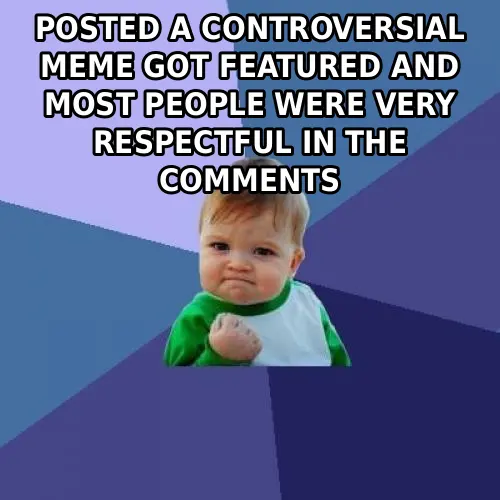 POSTED A CONTROVERSIAL
MEME GOT FEATURED AND
MOST PEOPLE WERE VERY
RESPECTFUL IN THE
COMMENTS